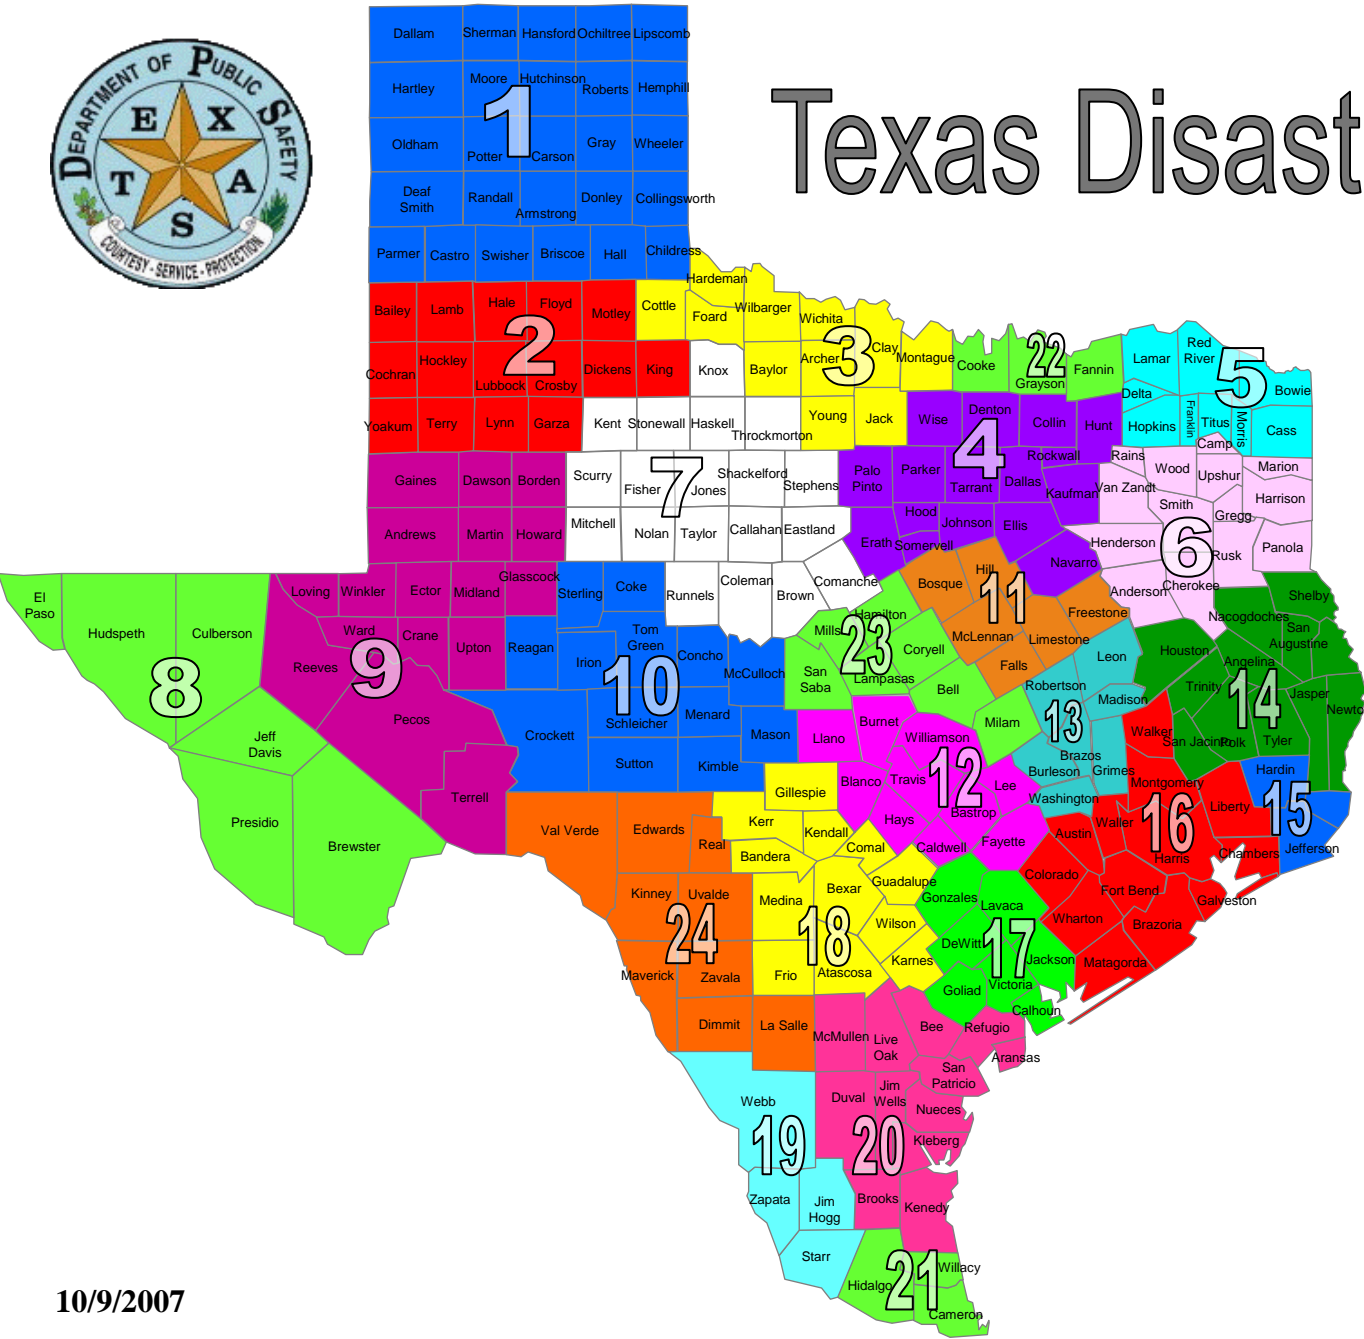 DEPARTMENT OF PUBLIC SAFETY
E X
T A
S
COURTESY - SERVICE - PROTECTION
Texas Disast
Dallam Sherman Hansford Ochiltree Lipscomb
Hartley Moore Hutchinson Roberts Hemphill
1
Oldham Potter Carson Gray Wheeler
Deaf Smith Randall Armstrong Donley Collingsworth
Parmer Castro Swisher Briscoe Hall Childress
Hardeman
Bailey Lamb Hale Floyd Motley Cottle Foard Wilbarger Wichita Clay
2 3
Cochran Hockley Lubbock Crosby Dickens King Knox Baylor Archer Montague Cooke Grayson Fannin Lamar Red River Bowie
22 5
Yoakum Terry Lynn Garza Kent Stonewall Haskell Throckmorton Young Jack Wise Denton Collin Hunt Delta Hopkins Franklin Titus Morris Cass
4
Camp
Gaines Dawson Borden Scurry Fisher Jones Shackelford Stephens Palo Pinto Parker Tarrant Dallas Rockwall Kaufman Rains Van Zandt Wood Upshur Marion
7
Smith Gregg Harrison
Andrews Martin Howard Mitchell Nolan Taylor Callahan Eastland Erath Hood Somervell Johnson Ellis Navarro Henderson Rusk Panola
6
El Paso Hudspeth Culberson Loving Winkler Ector Midland Glasscock Sterling Coke Runnels Coleman Brown Comanche Hamilton Bosque Hill Freestone Anderson Cherokee Nacogdoches Shelby
11
Reeves Ward Crane Upton Reagan Irion Tom Green Concho McCulloch Mills San Saba Lampasas Coryell McLennan Limestone Falls Leon Houston Angelina San Augustine
8 9 10 23
Jeff Davis Pecos Crockett Schleicher Menard Mason Llano Burnet Bell Williamson Milam Robertson Madison Walker Trinity San Jacinto Polk Tyler Jasper Newto
13 14
Presidio Brewster Terrell Sutton Kimble Gillespie Blanco Travis Lee Bastrop Brazos Burleson Grimes Washington Montgomery Liberty Hardin
12 16 15
Val Verde Edwards Real Kerr Kendall Bandera Comal Hays Caldwell Fayette Austin Waller Harris Chambers Jefferson
Kinney Uvalde Medina Bexar Guadalupe Wilson Gonzales Lavaca Colorado Wharton Fort Bend Brazoria Galveston
24 18 17
Maverick Zavala Frio Atascosa Karnes DeWitt Goliad Victoria Jackson Calhoun Matagorda
Dimmit La Salle McMullen Live Oak Bee Refugio Aransas
Webb Duval Jim Wells San Patricio Nueces Kleberg
19 20
Zapata Jim Hogg Brooks Kenedy
Starr Hidalgo Willacy Cameron
21
10/9/2007